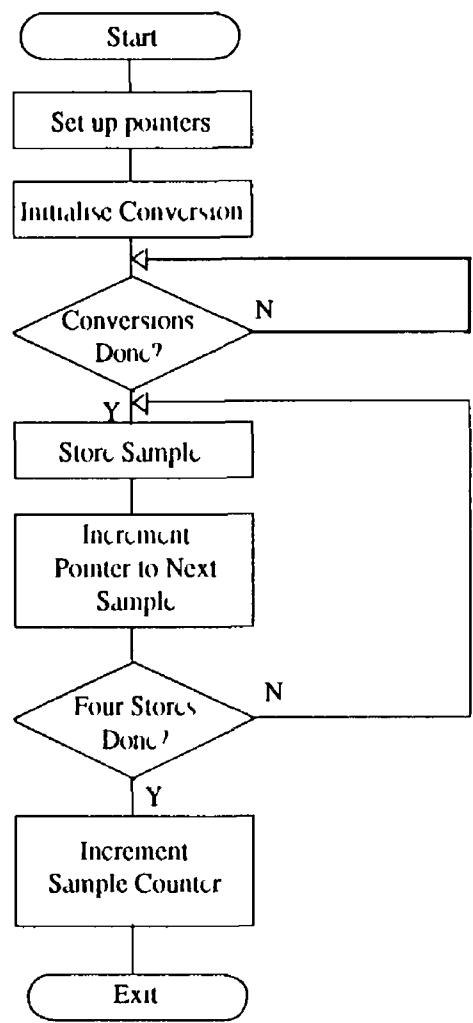 Start
Set up pointers
Initialise Conversion
N
Conversions
Done?
Y
Store Sample
Increment
Pointer to Next
Sample
N
Four Stores
Done?
Y
Increment
Sample Counter
Exit